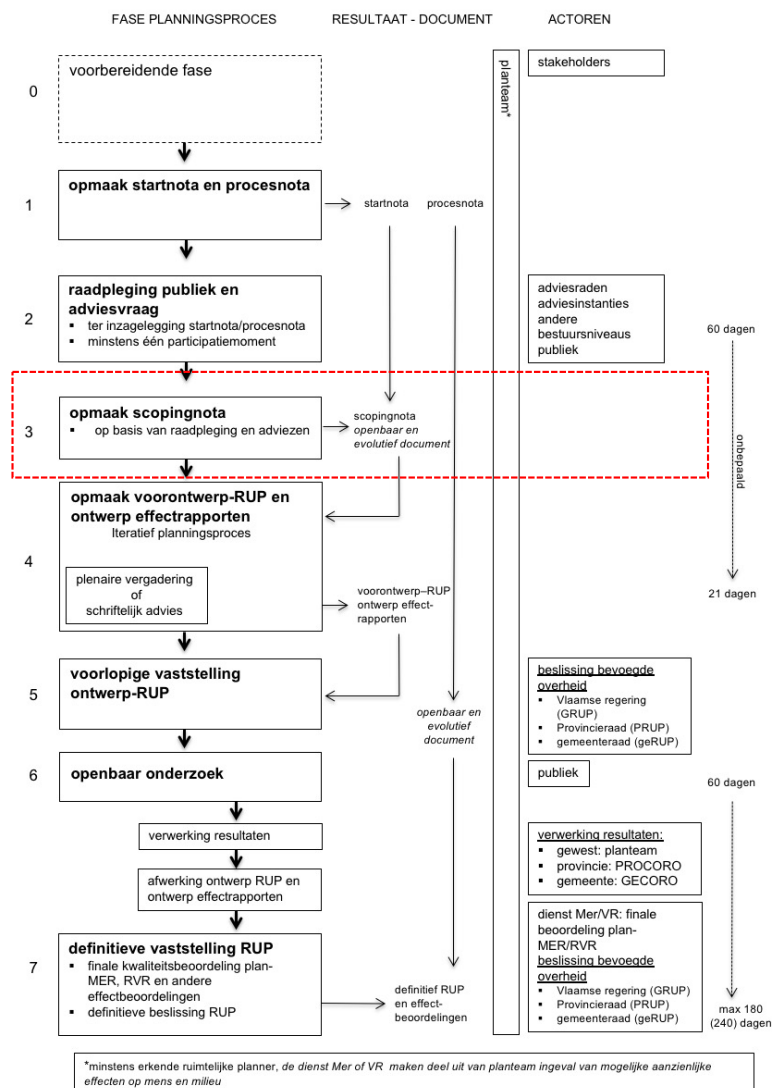 FASE PLANNINGSPROCES
RESULTAAT - DOCUMENT
ACTOREN
0
voorbereidende fase
planteam*
stakeholders
1
opmaak startnota en procesnota
startnota
procesnota
2
raadpleging publiek en
adviesvraag
▪ ter inzagelegging startnota/procesnota
▪ minstens één participatiemoment
adviesraden
adviesinstanties
andere
bestuursniveaus
publiek
60 dagen
3
opmaak scopingnota
▪ op basis van raadpleging en adviezen
scopingnota
openbaar en
evolutief document
onbepaald
4
opmaak voorontwerp-RUP en
ontwerp effectrapporten
Iteratief planningsproces
plenaire vergadering
of
schriftelijk advies
voorontwerp–RUP
ontwerp effect-
rapporten
21 dagen
5
voorlopige vaststelling
ontwerp-RUP
openbaar en
evolutief
document
beslissing bevoegde
overheid
▪ Vlaamse regering
(GRUP)
▪ Provincieraad (PRUP)
▪ gemeenteraad (geRUP)
6
openbaar onderzoek
publiek
60 dagen
verwerking resultaten
verwerking resultaten:
▪ gewest: planteam
▪ provincie: PROCORO
▪ gemeente: GECORO
afwerking ontwerp RUP en
ontwerp effectrapporten
7
definitieve vaststelling RUP
▪ finale kwaliteitsbeoordeling plan-
MER, RVR en andere
effectbeoordelingen
▪ definitieve beslissing RUP
definitief RUP
en effect-
beoordelingen
dienst Mer/VR: finale
beoordeling plan-
MER/RVR
beslissing bevoegde
overheid
▪ Vlaamse regering (GRUP)
▪ Provincieraad (PRUP)
▪ gemeenteraad (geRUP)
max 180
(240) dagen
*minstens erkende ruimtelijke planner, de dienst Mer of VR maken deel uit van planteam ingeval van mogelijke aanzienlijke
effecten op mens en milieu